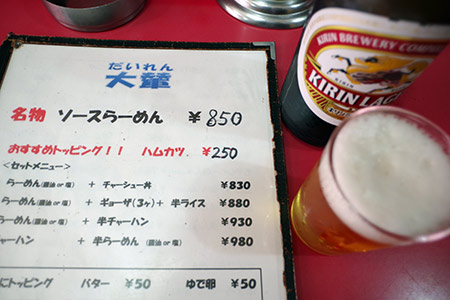 だいれん
大輦
名物 ソースらーめん ¥850
おすすめトッピング!! ハムカツ ¥250
<セットメニュー>
らーめん(醤油 or 塩) + チャーシュー丼 ¥830
らーめん(醤油 or 塩) + ギョーザ(3ヶ) + 半ライス ¥880
らーめん(醤油 or 塩) + 半チャーハン ¥930
チャーハン + 半らーめん(醤油 or 塩) ¥980
トッピング バター ¥50 ゆで卵 ¥50
KIRIN BREWERY COMPANY
KIRIN LAGER